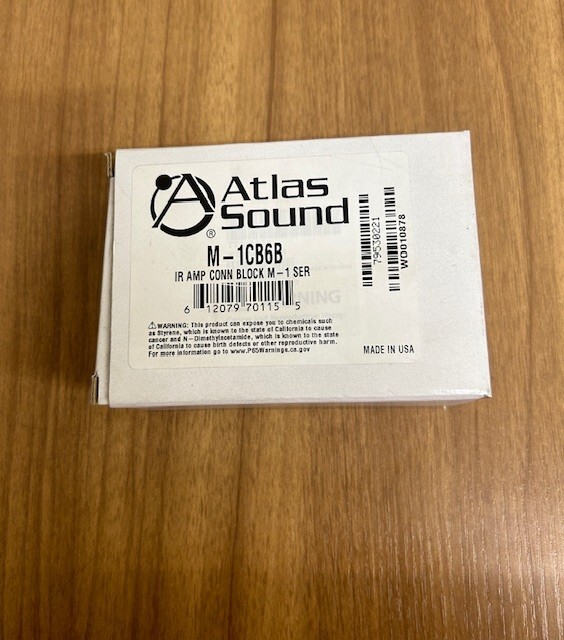 Atlas
Sound
®
M-1CB6B
IR AMP CONN BLOCK M-1 SER
6 12079 70115 5
⚠WARNING: This product can expose you to chemicals such
as Styrene, which is known to the state of California to cause
cancer and N-Dimethylacetamide, which is known to the state
of California to cause birth defects or other reproductive harm.
For more information go to www.P65Warnings.ca.gov
79530221
WO010878
MADE IN USA